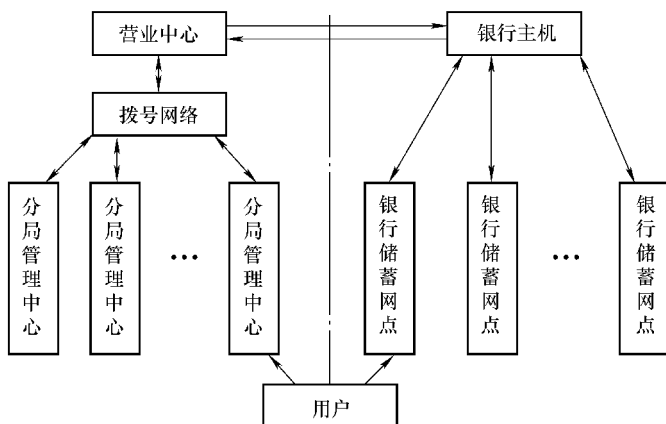 营业中心
银行主机
拨号网络
分局管理中心
分局管理中心
...
分局管理中心
银行储蓄网点
银行储蓄网点
...
银行储蓄网点
用户